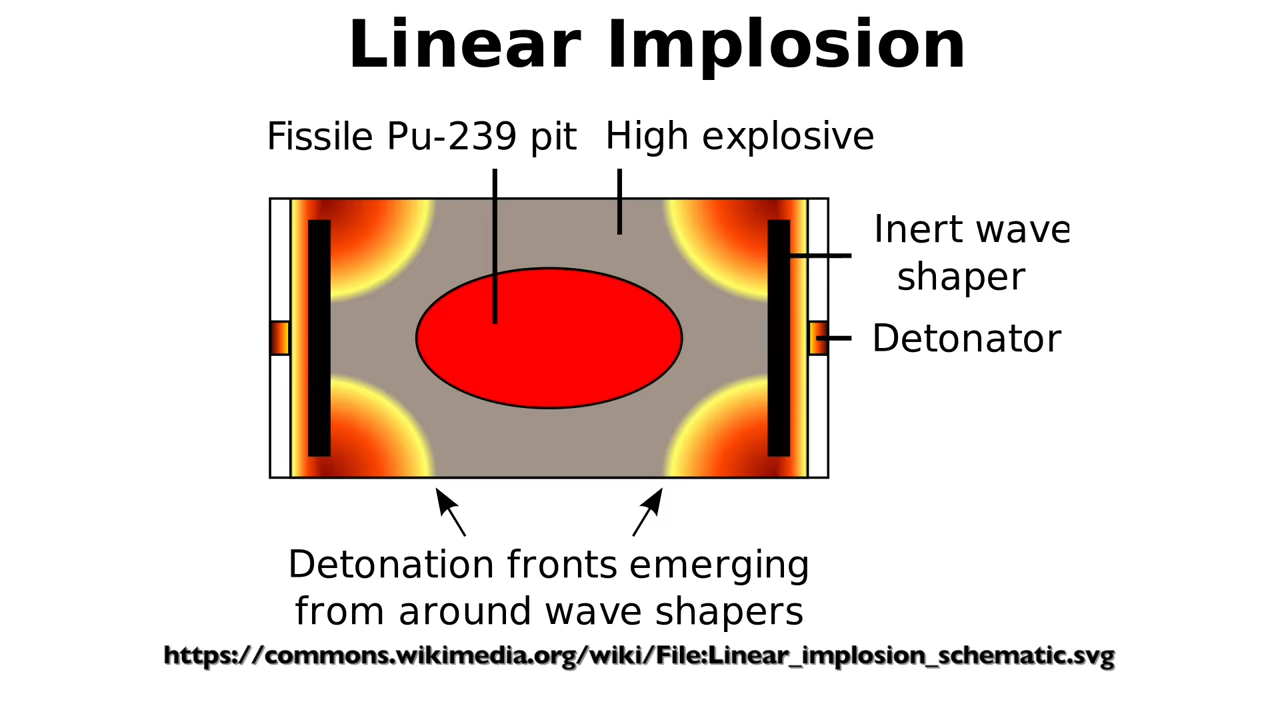 Linear Implosion
Fissile Pu-239 pit
High explosive
Inert wave
shaper
Detonator
Detonation fronts emerging
from around wave shapers
https://commons.wikimedia.org/wiki/File:Linear_implosion_schematic.svg